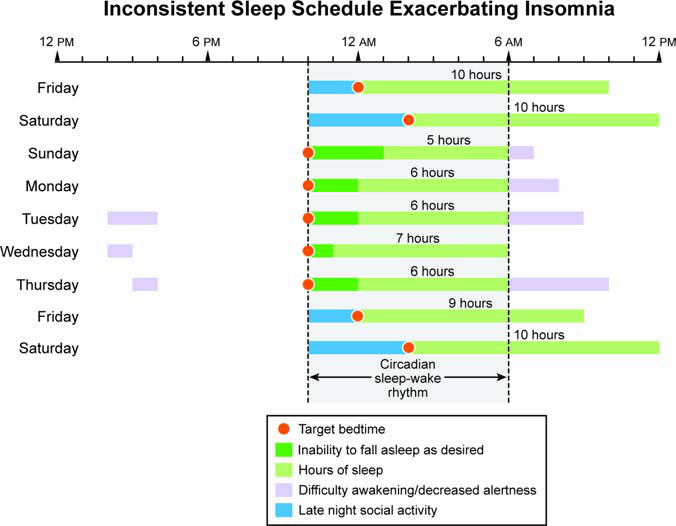 Inconsistent Sleep Schedule Exacerbating Insomnia
12 PM 6 PM 12 AM 6 AM 12 PM
Friday 10 hours
Saturday 10 hours
Sunday 5 hours
Monday 6 hours
Tuesday 6 hours
Wednesday 7 hours
Thursday 6 hours
Friday 9 hours
Saturday 10 hours
Circadian
sleep-wake
rhythm
Target bedtime
Inability to fall asleep as desired
Hours of sleep
Difficulty awakening/decreased alertness
Late night social activity